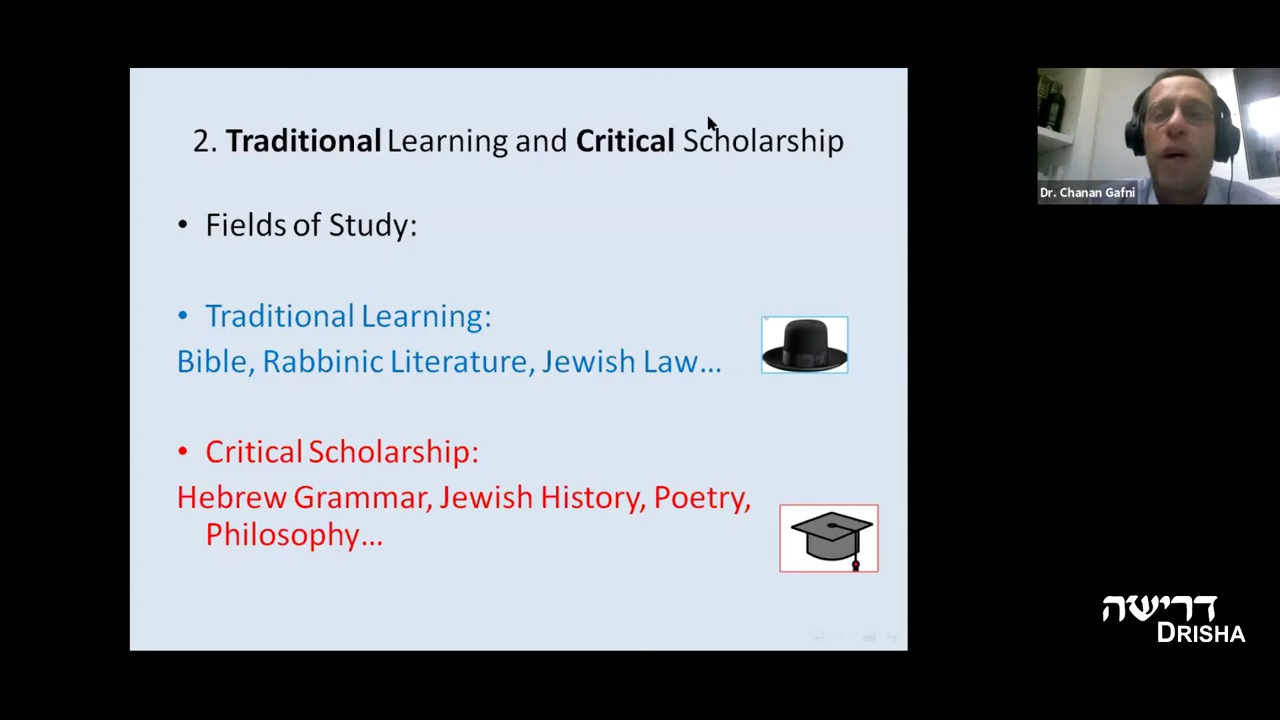 2. Traditional Learning and Critical Scholarship
• Fields of Study:
• Traditional Learning:
Bible, Rabbinic Literature, Jewish Law...
• Critical Scholarship:
Hebrew Grammar, Jewish History, Poetry,
Philosophy...
Dr. Chanan Gafni
דרישה
DRISHA